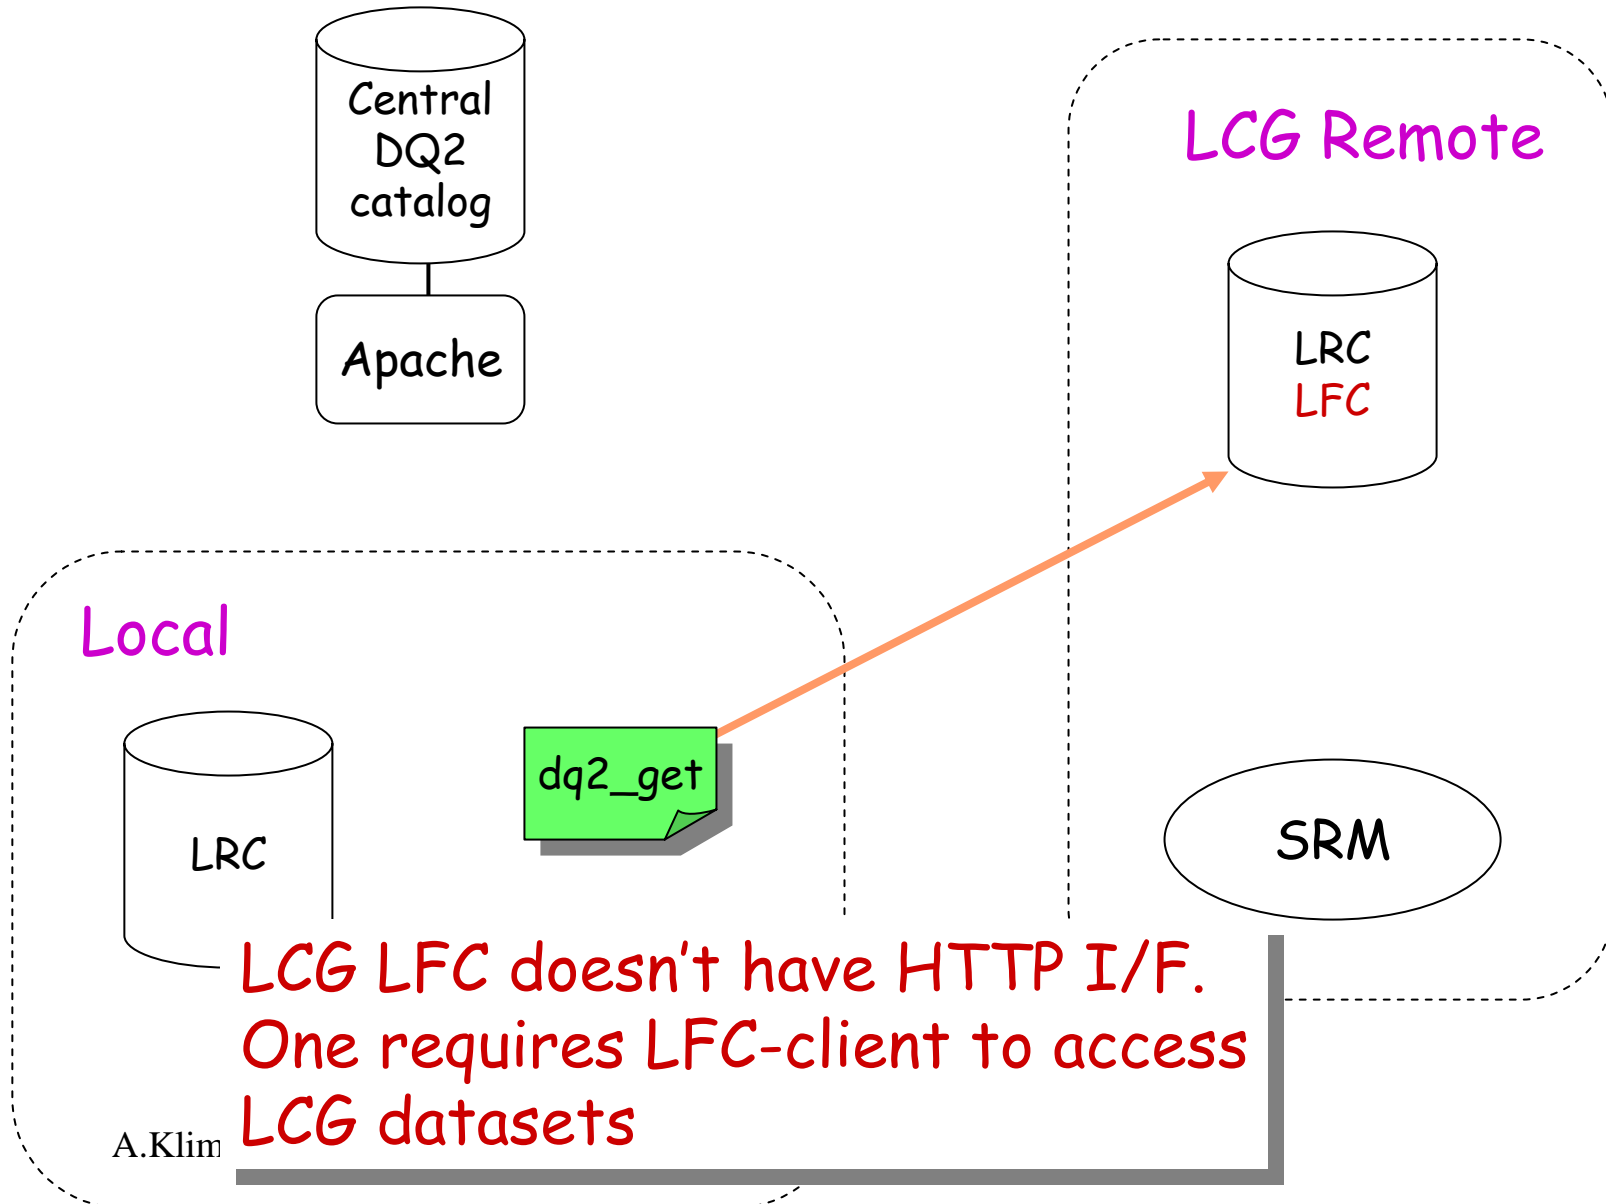 Central
DQ2
catalog
Apache
LCG Remote
LRC
LFC
Local
dq2_get
LRC
SRM
LCG LFC doesn't have HTTP I/F.
One requires LFC-client to access
LCG datasets
A.Klim